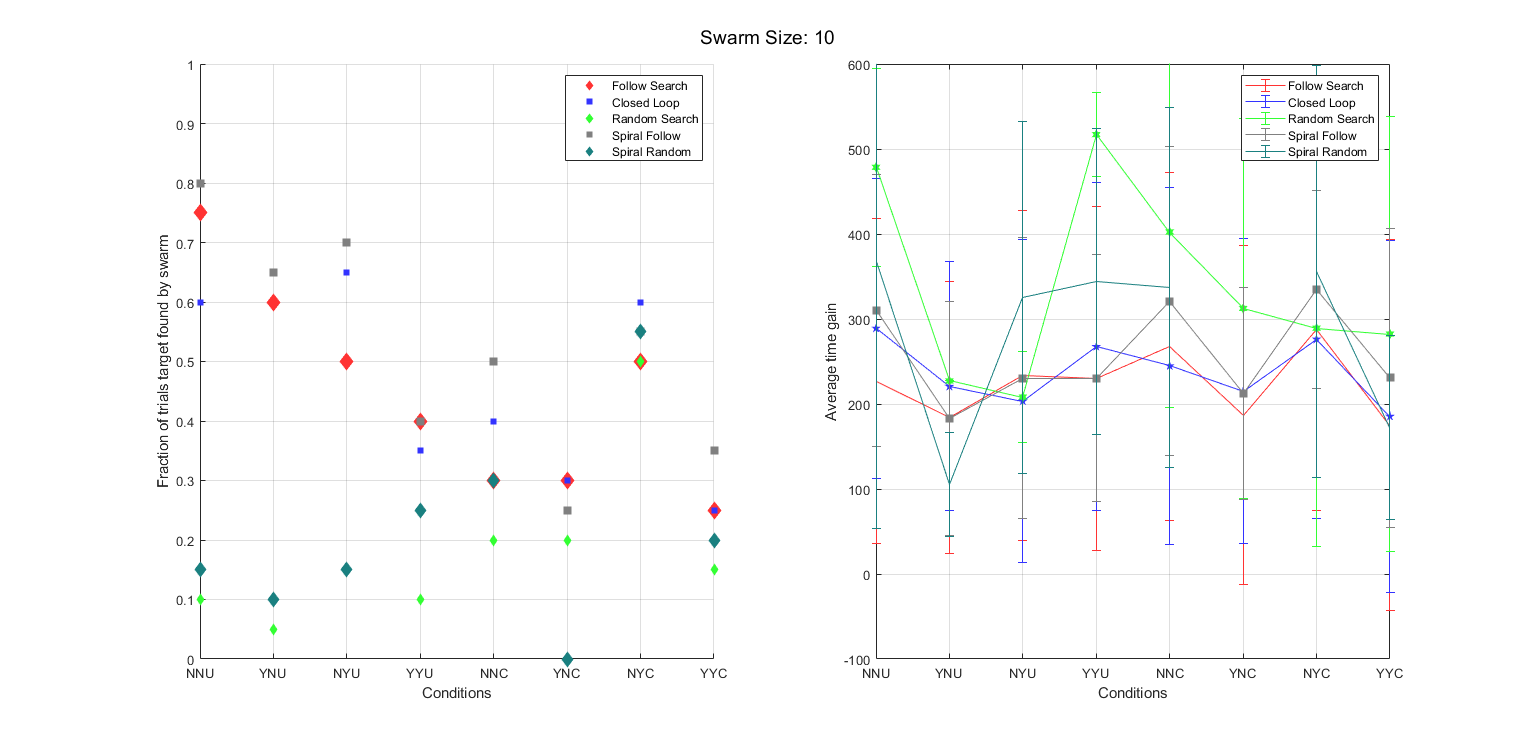 Swarm Size: 10
1
0.9
0.8
0.7
0.6
0.5
0.4
0.3
0.2
0.1
0
Fraction of trials target found by swarm
NNU YNU NYU YYU NNC YNC NYC YYC
Conditions
Follow Search
Closed Loop
Random Search
Spiral Follow
Spiral Random
600
500
400
300
200
100
0
-100
Average time gain
NNU YNU NYU YYU NNC YNC NYC YYC
Conditions
Follow Search
Closed Loop
Random Search
Spiral Follow
Spiral Random